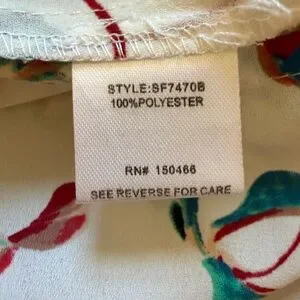 STYLE:SF7470B
100%POLYESTER
RN# 150466
SEE REVERSE FOR CARE